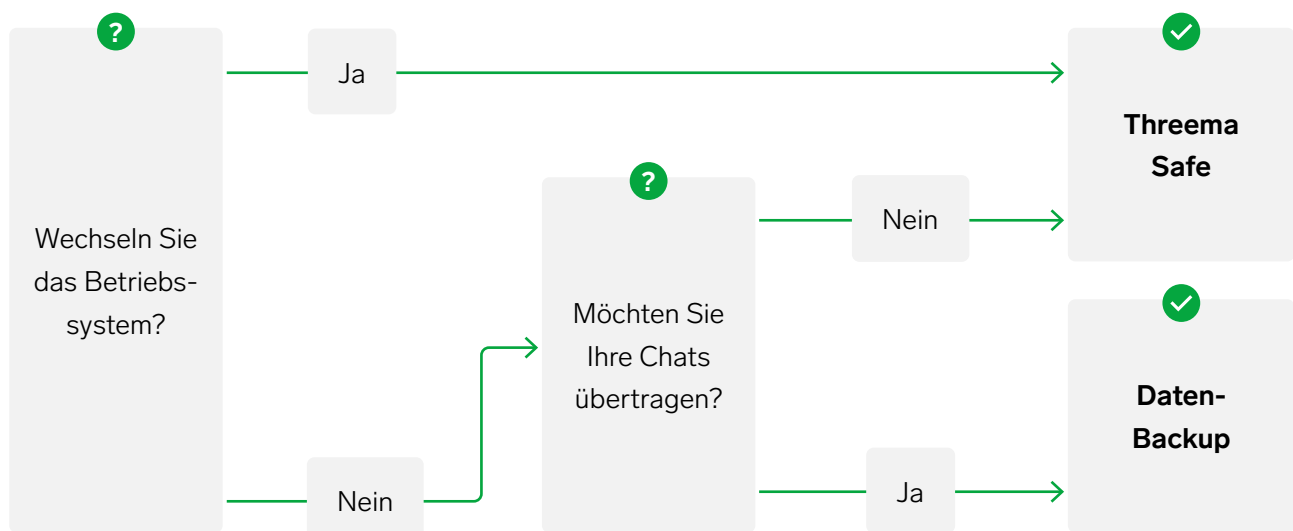 ?
Wechseln Sie
das Betriebs-
system?
Ja
Nein
?
Möchten Sie
Ihre Chats
übertragen?
Nein
Ja
Threema
Safe
Daten-
Backup